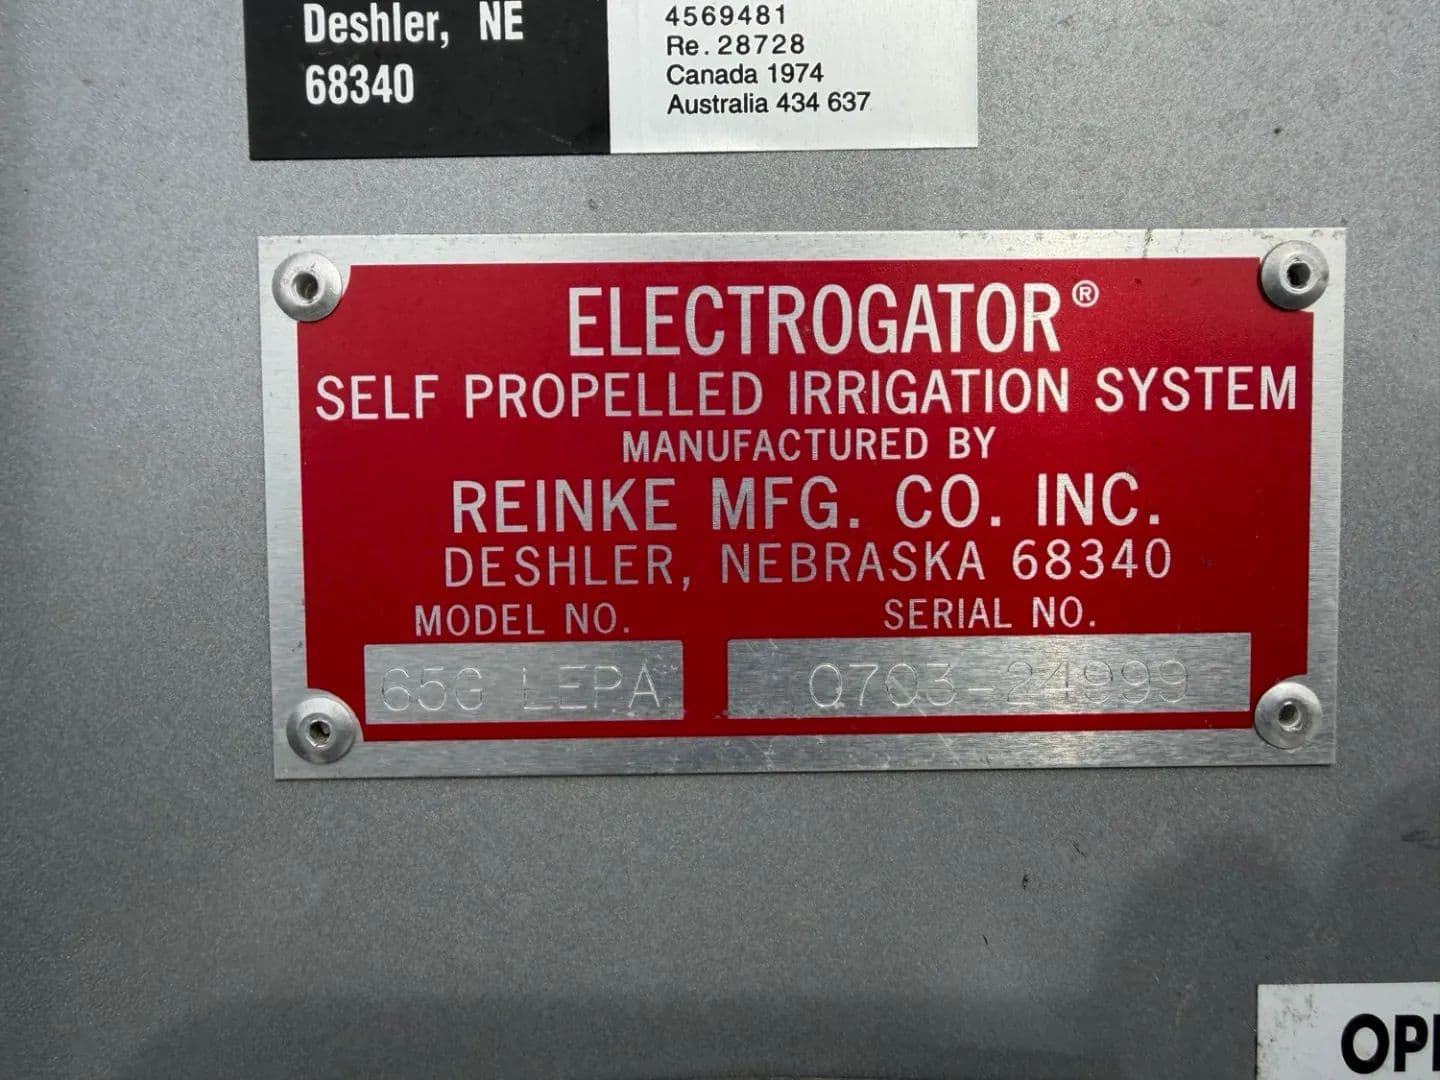 Deshler, NE
68340
4569481
Re. 28728
Canada 1974
Australia 434 637
ELECTROGATOR®
SELF PROPELLED IRRIGATION SYSTEM
MANUFACTURED BY
REINKE MFG. CO. INC.
DESHLER, NEBRASKA 68340
MODEL NO. SERIAL NO.
65G LEPA 0703-24999